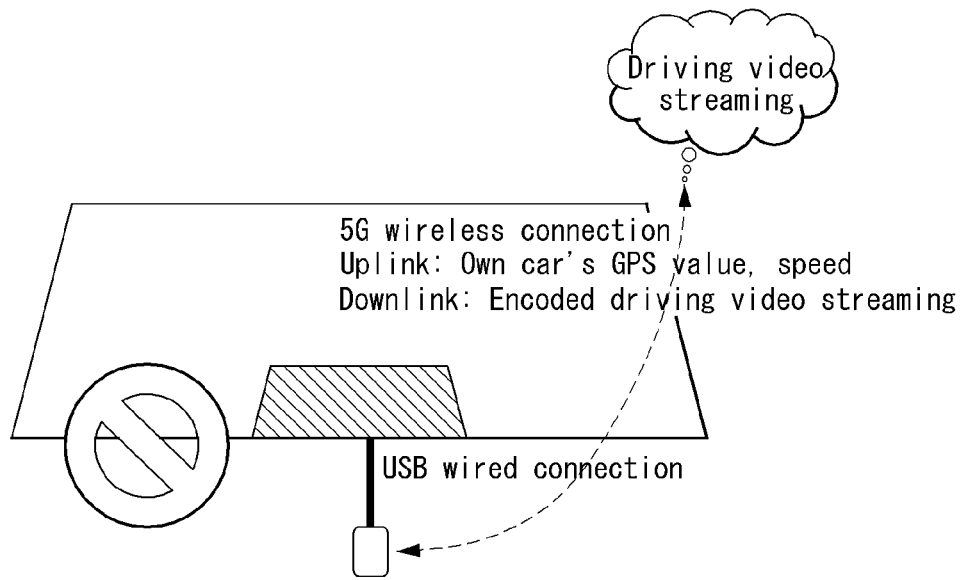 Driving video
streaming
5G wireless connection
Uplink: Own car's GPS value, speed
Downlink: Encoded driving video streaming
USB wired connection